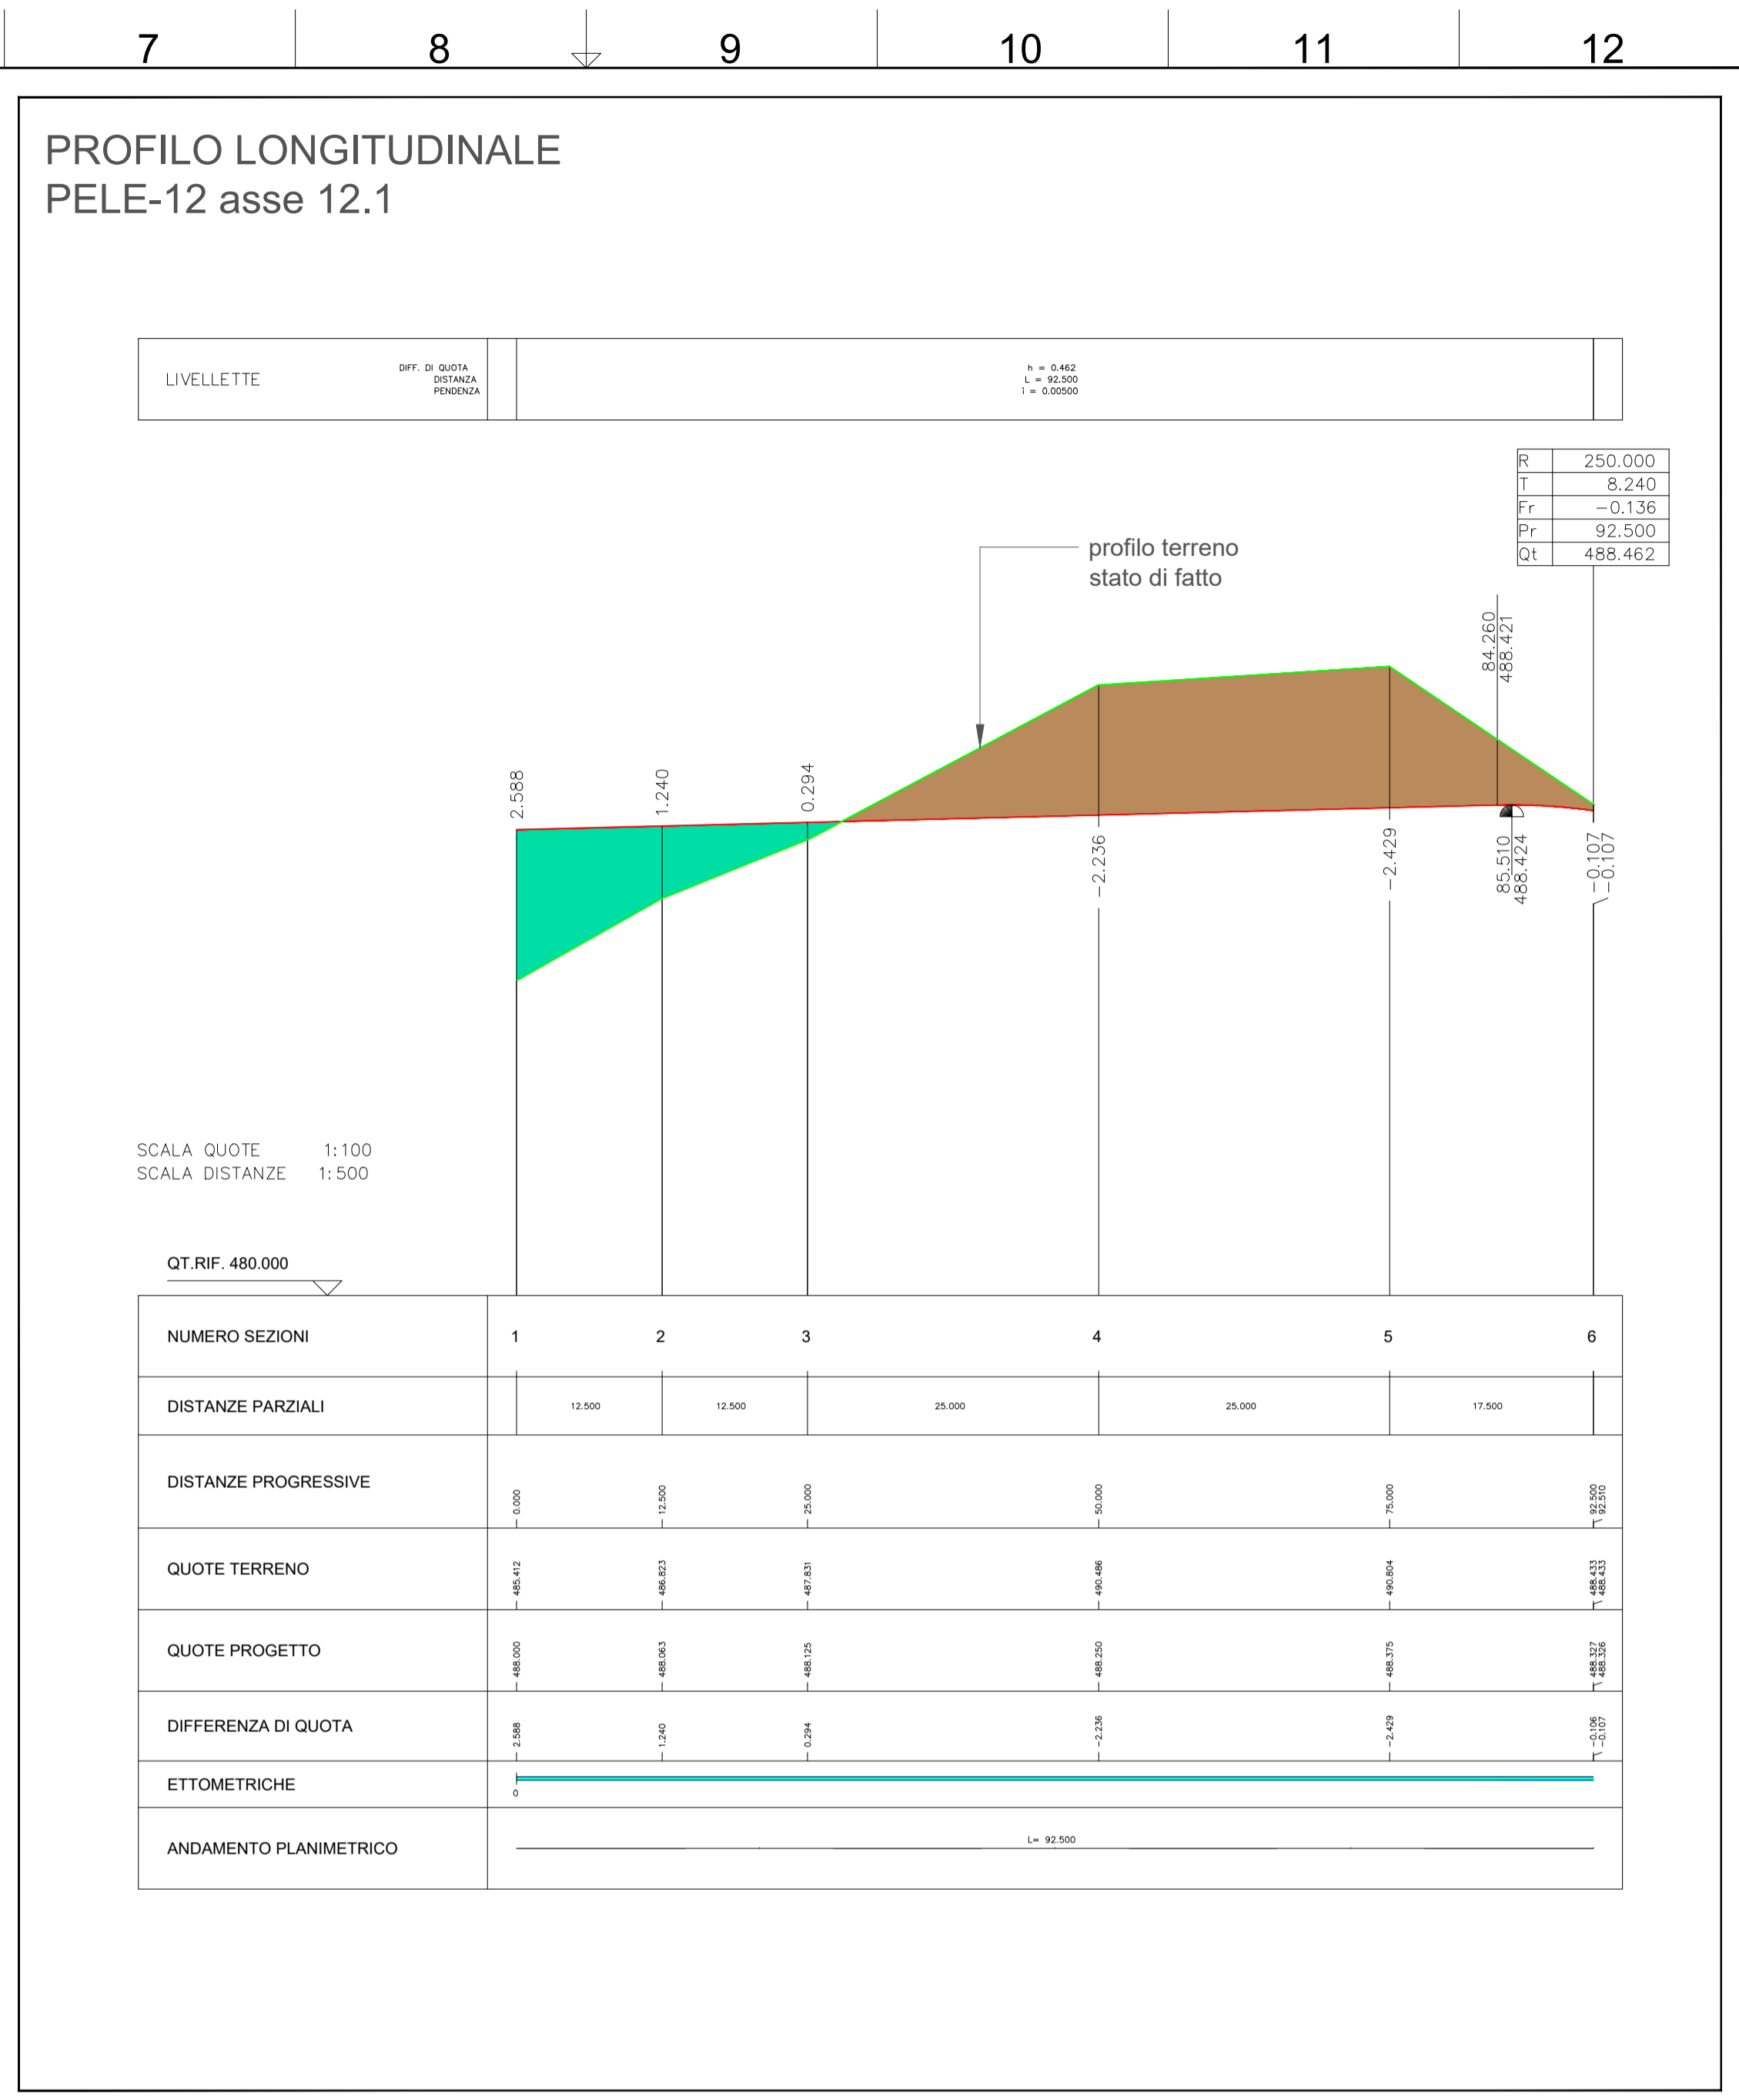 7 8 9 10 11 12
PROFILO LONGITUDINALE
PELE-12 asse 12.1
LIVELLETTE
DIFF. DI QUOTA
DISTANZA
PENDENZA
h = 0.462
L = 92.500
i = 0.00500
R 250.000
T 8.240
Fr -0.136
Pr 92.500
Qt 488.462
profilo terreno
stato di fatto
84.260
488.421
2.588
1.240
0.294
-2.236
-2.429
85.510
488.424
-0.107
-0.107
SCALA QUOTE 1:100
SCALA DISTANZE 1:500
QT.RIF. 480.000
NUMERO SEZIONI 1 2 3 4 5 6
DISTANZE PARZIALI 12.500 12.500 25.000 25.000 17.500
DISTANZE PROGRESSIVE 0.000 12.500 25.000 50.000 75.000 92.500 92.510
QUOTE TERRENO 485.412 486.823 487.831 490.486 490.804 488.433 488.433
QUOTE PROGETTO 488.000 488.063 488.125 488.250 488.375 488.327 488.326
DIFFERENZA DI QUOTA 2.588 1.240 0.294 -2.236 -2.429 -0.106 -0.107
ETTOMETRICHE 0
ANDAMENTO PLANIMETRICO L= 92.500